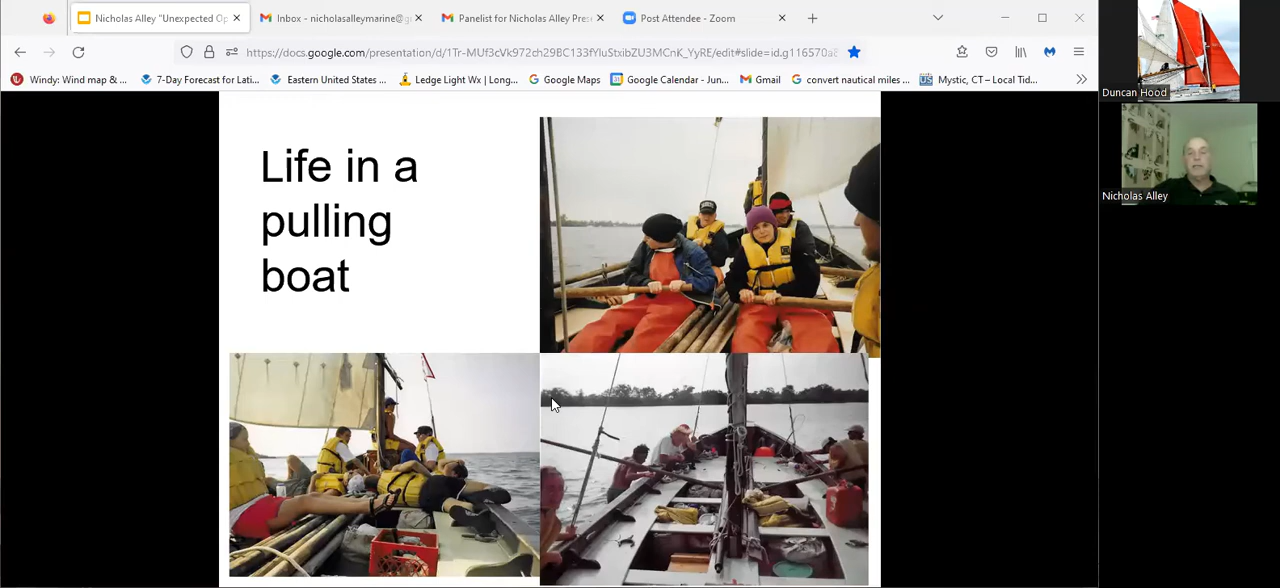 Nicholas Alley "Unexpected Op
Inbox - nicholasalleymarine@g
Panelist for Nicholas Alley Pres
Post Attendee - Zoom
https://docs.google.com/presentation/d/1Tr-MUf3cVk972ch29BC133fYluStxibZU3MCnK_YyRE/edit#slide=id.g116570a
Windy: Wind map & ...
7-Day Forecast for Lati...
Eastern United States ...
Ledge Light Wx | Long...
Google Maps
Google Calendar - Jun...
Gmail
convert nautical miles ...
Mystic, CT – Local Tid...
Duncan Hood
Nicholas Alley
Life in a
pulling
boat